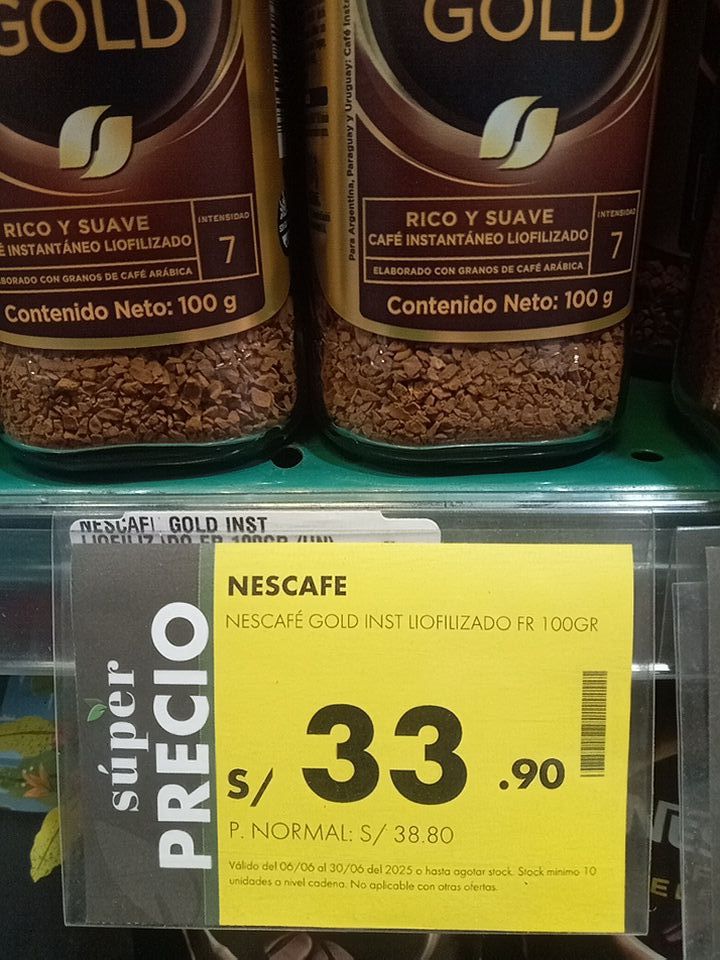 GOLD
RICO Y SUAVE
É INSTANTÁNEO LIOFILIZADO
INTENSIDAD
7
BORADO CON GRANOS DE CAFÉ ARÁBICA
Contenido Neto: 100 g
GOLD
Para Argentina, Paraguay y Uruguay: Café Inst
RICO Y SUAVE
CAFÉ INSTANTÁNEO LIOFILIZADO
INTENSIDAD
7
ELABORADO CON GRANOS DE CAFÉ ARÁBICA
Contenido Neto: 100 g
NESCAFÉ GOLD INST
súper
PRECIO
NESCAFE
NESCAFÉ GOLD INST LIOFILIZADO FR 100GR
S/ 33.90
P. NORMAL: S/ 38.80
Válido del 06/06 al 30/06 del 2025 o hasta agotar stock. Stock mínimo 10
unidades a nivel cadena. No aplicable con otras ofertas.